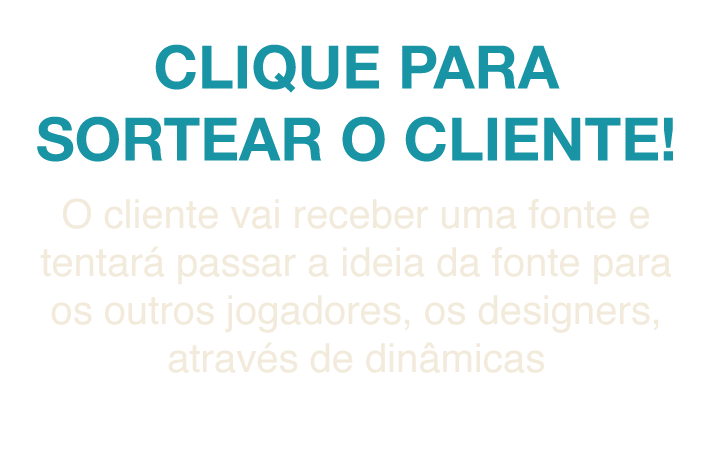 CLIQUE PARA
SORTEAR O CLIENTE!
O cliente vai receber uma fonte e
tentará passar a ideia da fonte para
os outros jogadores, os designers,
através de dinâmicas